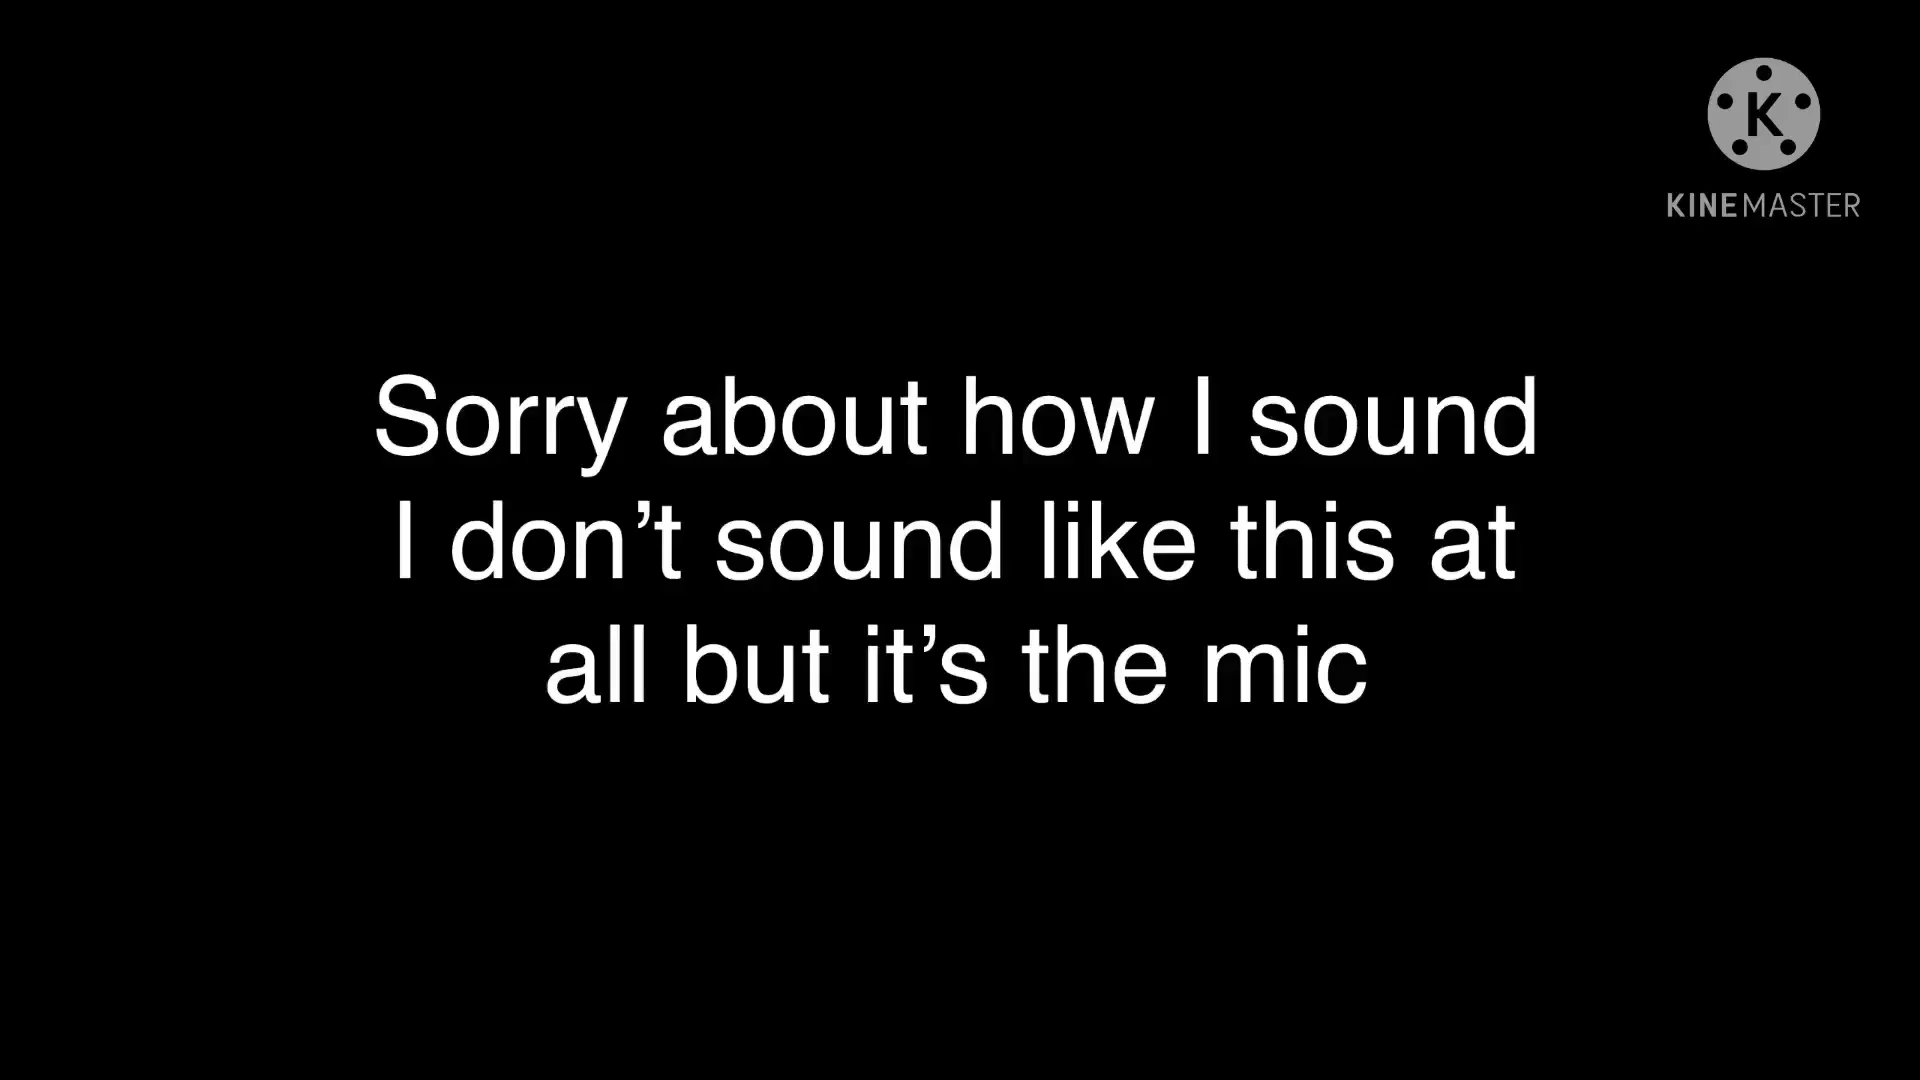 K
KINEMASTER
Sorry about how I sound
I don’t sound like this at
all but it’s the mic